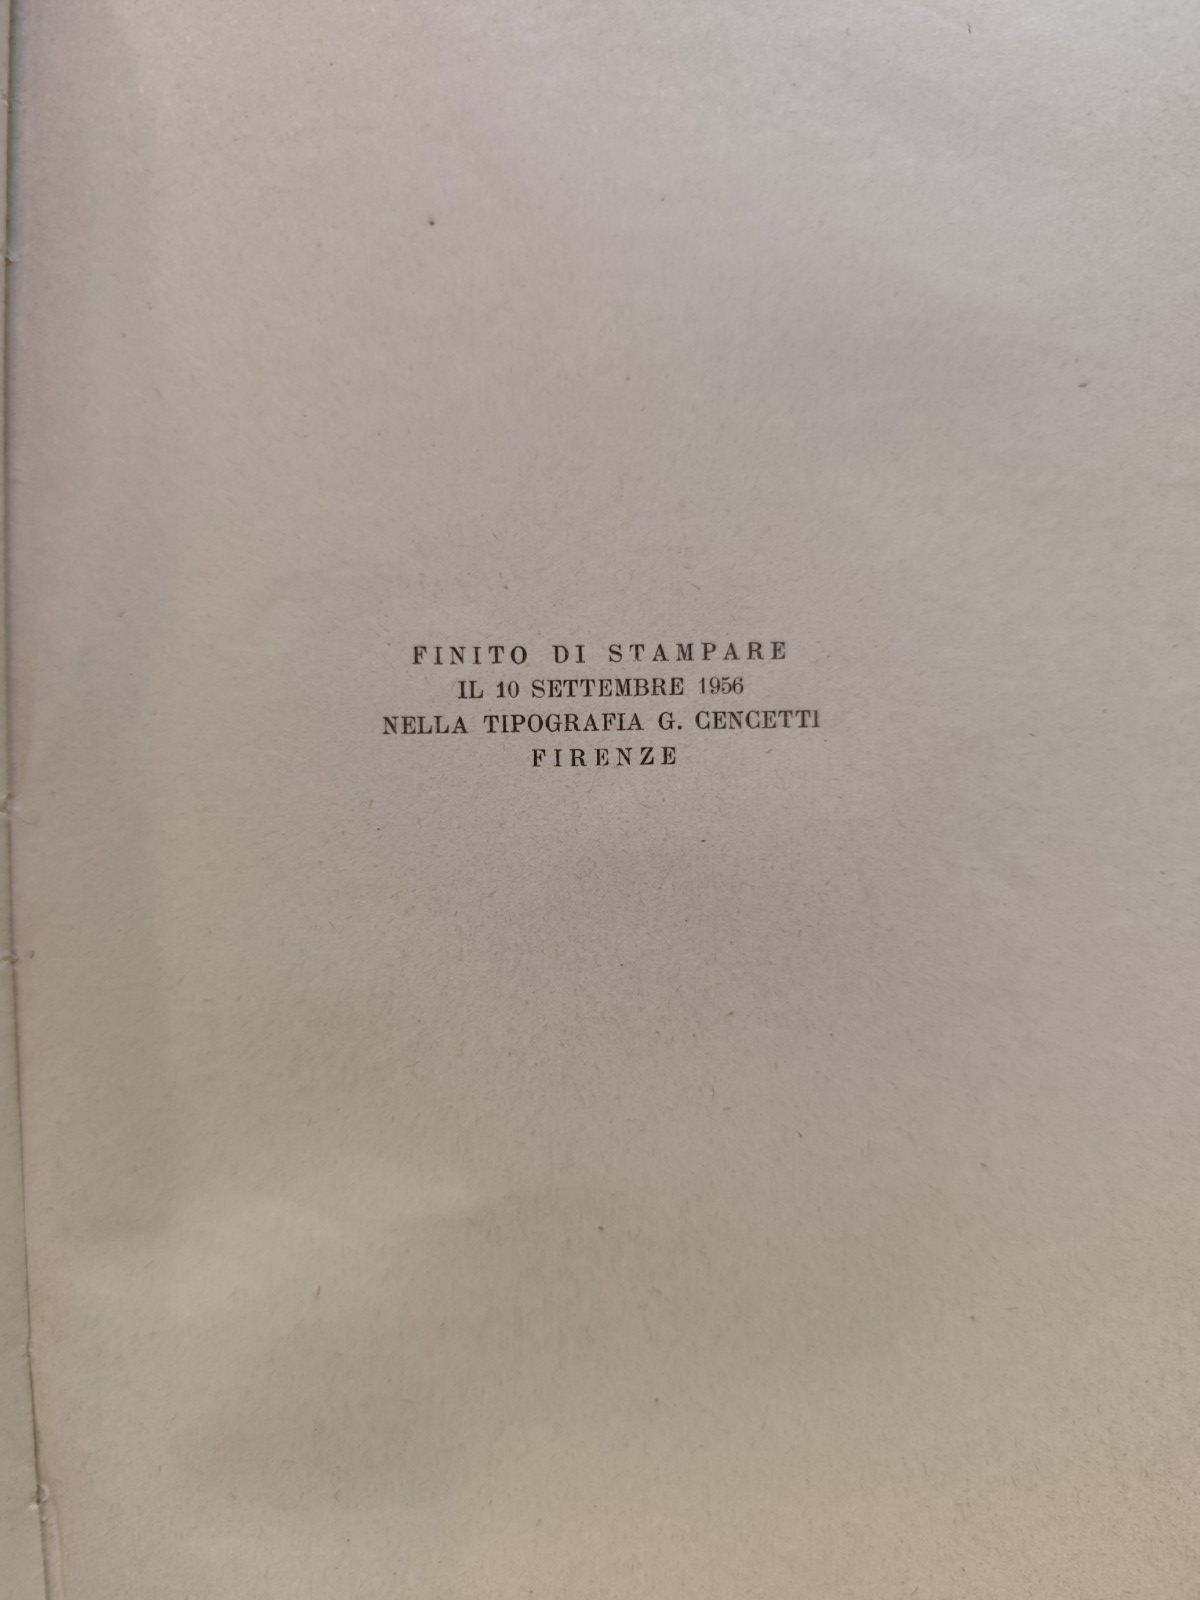 FINITO DI STAMPARE
IL 10 SETTEMBRE 1956
NELLA TIPOGRAFIA G. CENCETTI
FIRENZE